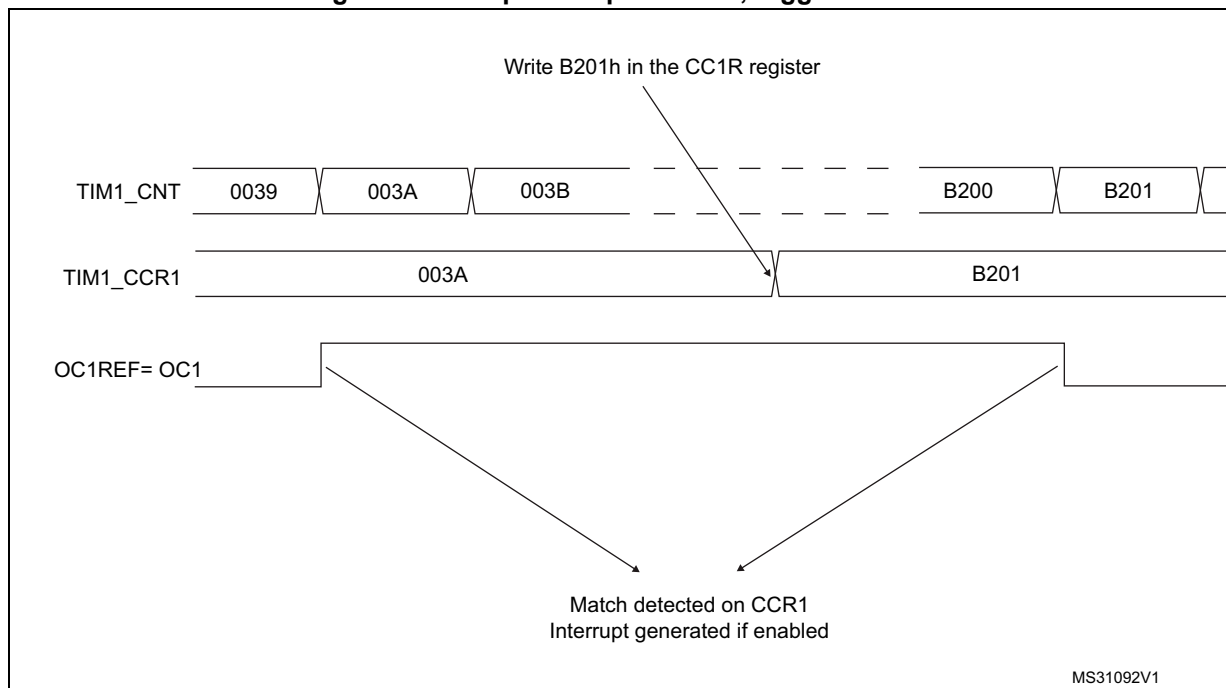 Write B201h in the CC1R register
TIM1_CNT 0039 003A 003B B200 B201
TIM1_CCR1 003A B201
OC1REF= OC1
Match detected on CCR1
Interrupt generated if enabled
MS31092V1